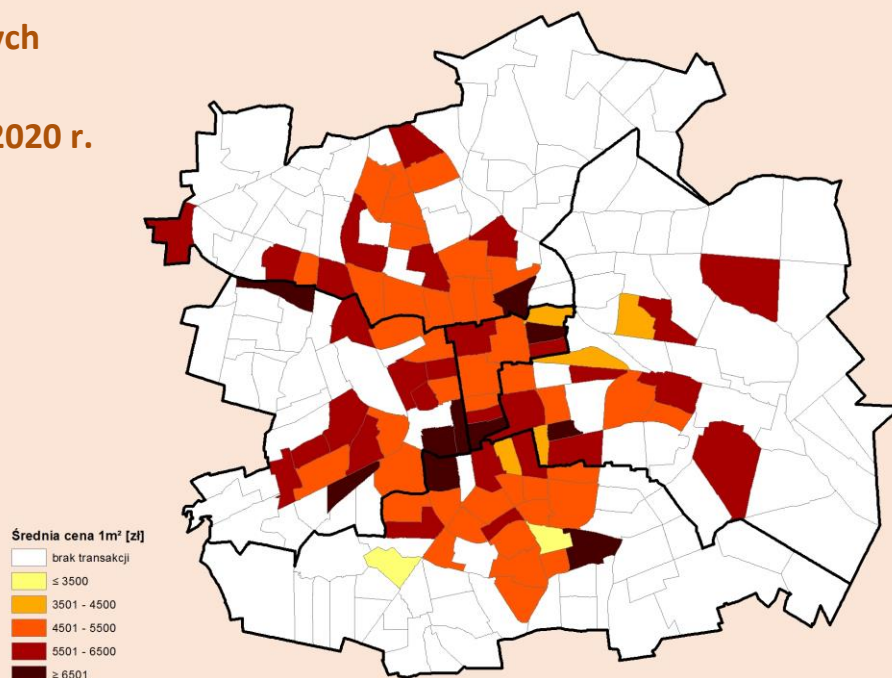 ych
2020 r.
Średnia cena 1m² [zł]
brak transakcji
≤ 3500
3501 - 4500
4501 - 5500
5501 - 6500
≥ 6501